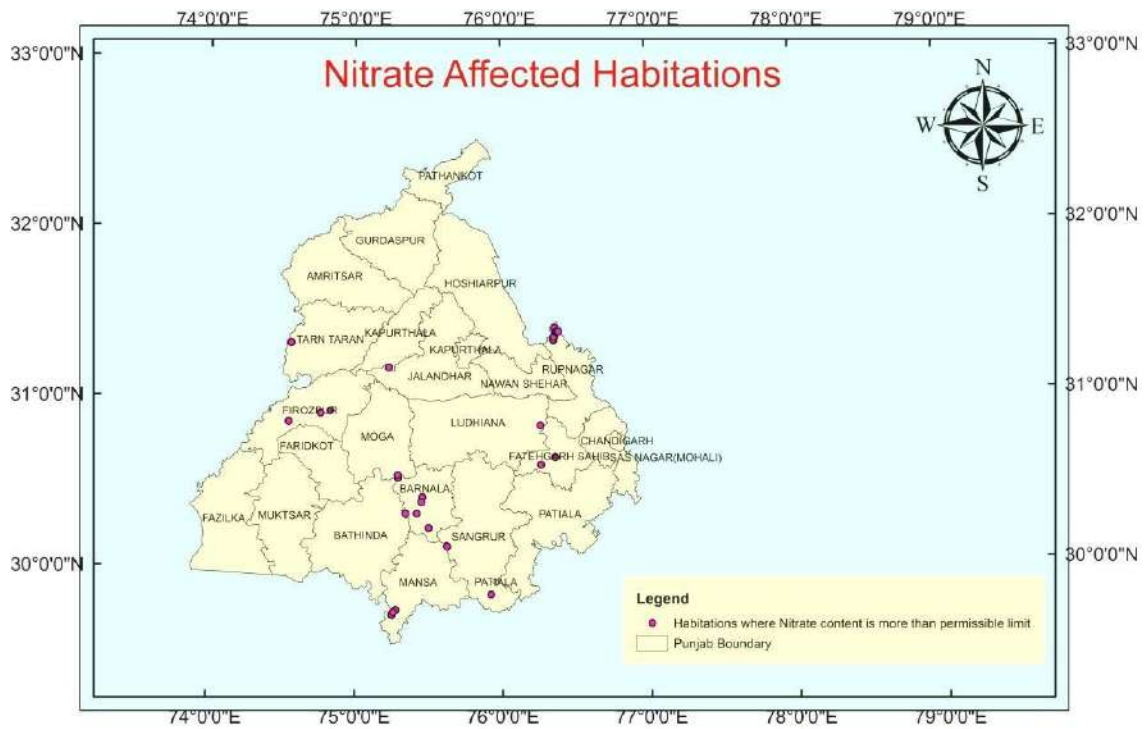 74°0'0"E 75°0'0"E 76°0'0"E 77°0'0"E 78°0'0"E 79°0'0"E
33°0'0"N 33°0'0"N
Nitrate Affected Habitations
N
W E
S
PATHANKOT
32°0'0"N 32°0'0"N
GURDASPUR
AMRITSAR
HOSHIARPUR
TARN TARAN KAPURTHALA
KAPURTHALA
JALANDHAR RUPNAGAR
NAWAN SHEHAR
31°0'0"N 31°0'0"N
FIROZPUR
MOGA LUDHIANA
FARIDKOT CHANDIGARH
FATEHGARH SAHIB SAS NAGAR(MOHALI)
BARNALA
FAZILKA MUKTSAR PATIALA
BATHINDA SANGRUR
30°0'0"N 30°0'0"N
MANSA PATIALA
Legend
Habitations where Nitrate content is more than permissible limit
Punjab Boundary
74°0'0"E 75°0'0"E 76°0'0"E 77°0'0"E 78°0'0"E 79°0'0"E